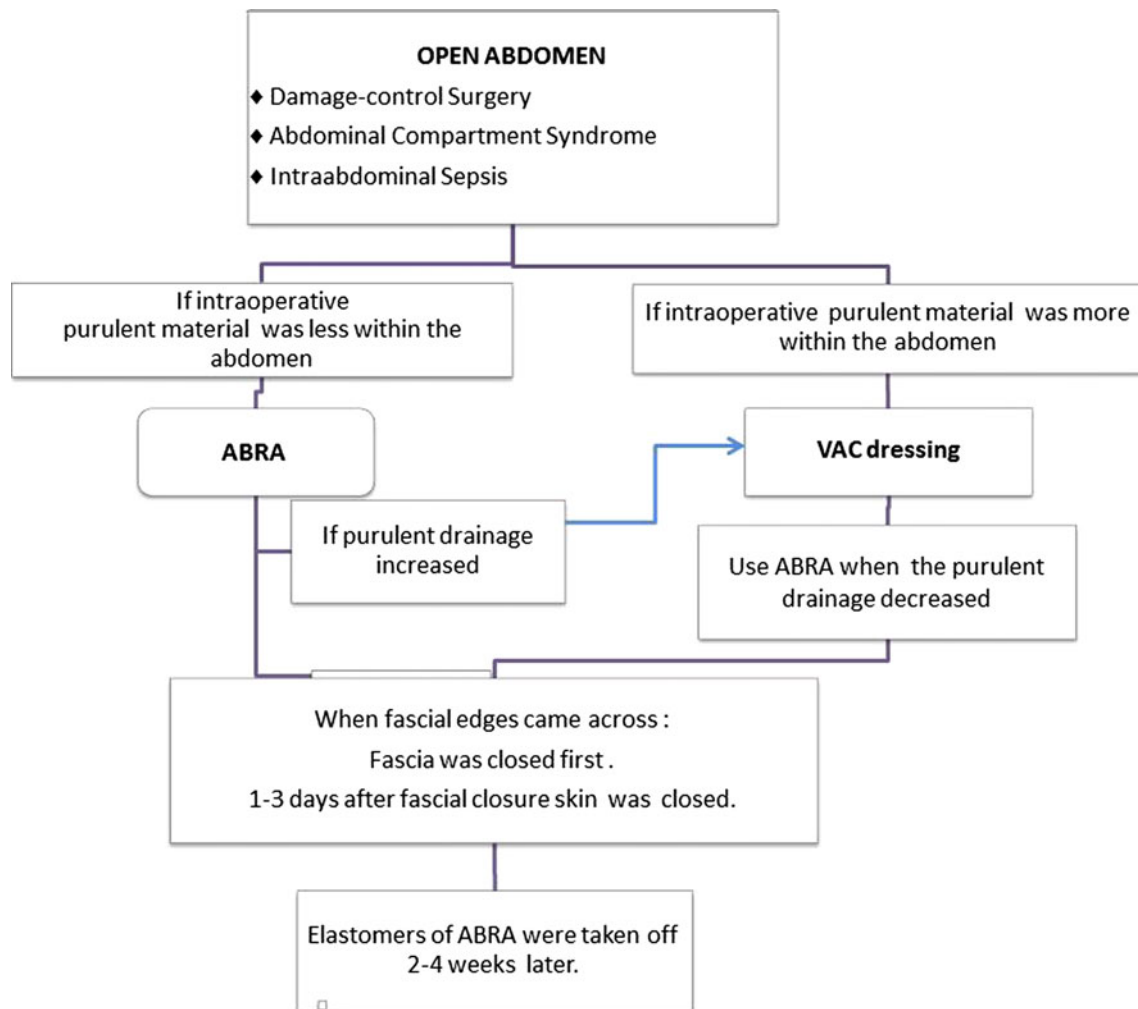 OPEN ABDOMEN
♦ Damage-control Surgery
♦ Abdominal Compartment Syndrome
♦ Intraabdominal Sepsis
If intraoperative
purulent material was less within the
abdomen
If intraoperative purulent material was more
within the abdomen
ABRA
VAC dressing
If purulent drainage
increased
Use ABRA when the purulent
drainage decreased
When fascial edges came across :
Fascia was closed first .
1-3 days after fascial closure skin was closed.
Elastomers of ABRA were taken off
2-4 weeks later.